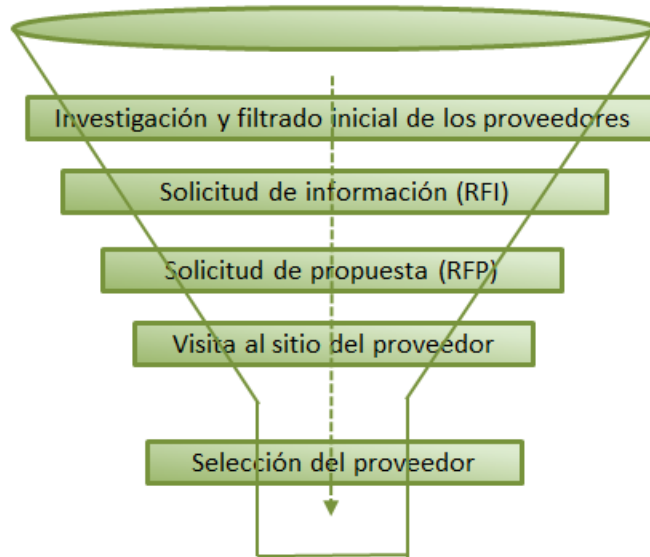 Investigación y filtrado inicial de los proveedores
Solicitud de información (RFI)
Solicitud de propuesta (RFP)
Visita al sitio del proveedor
Selección del proveedor